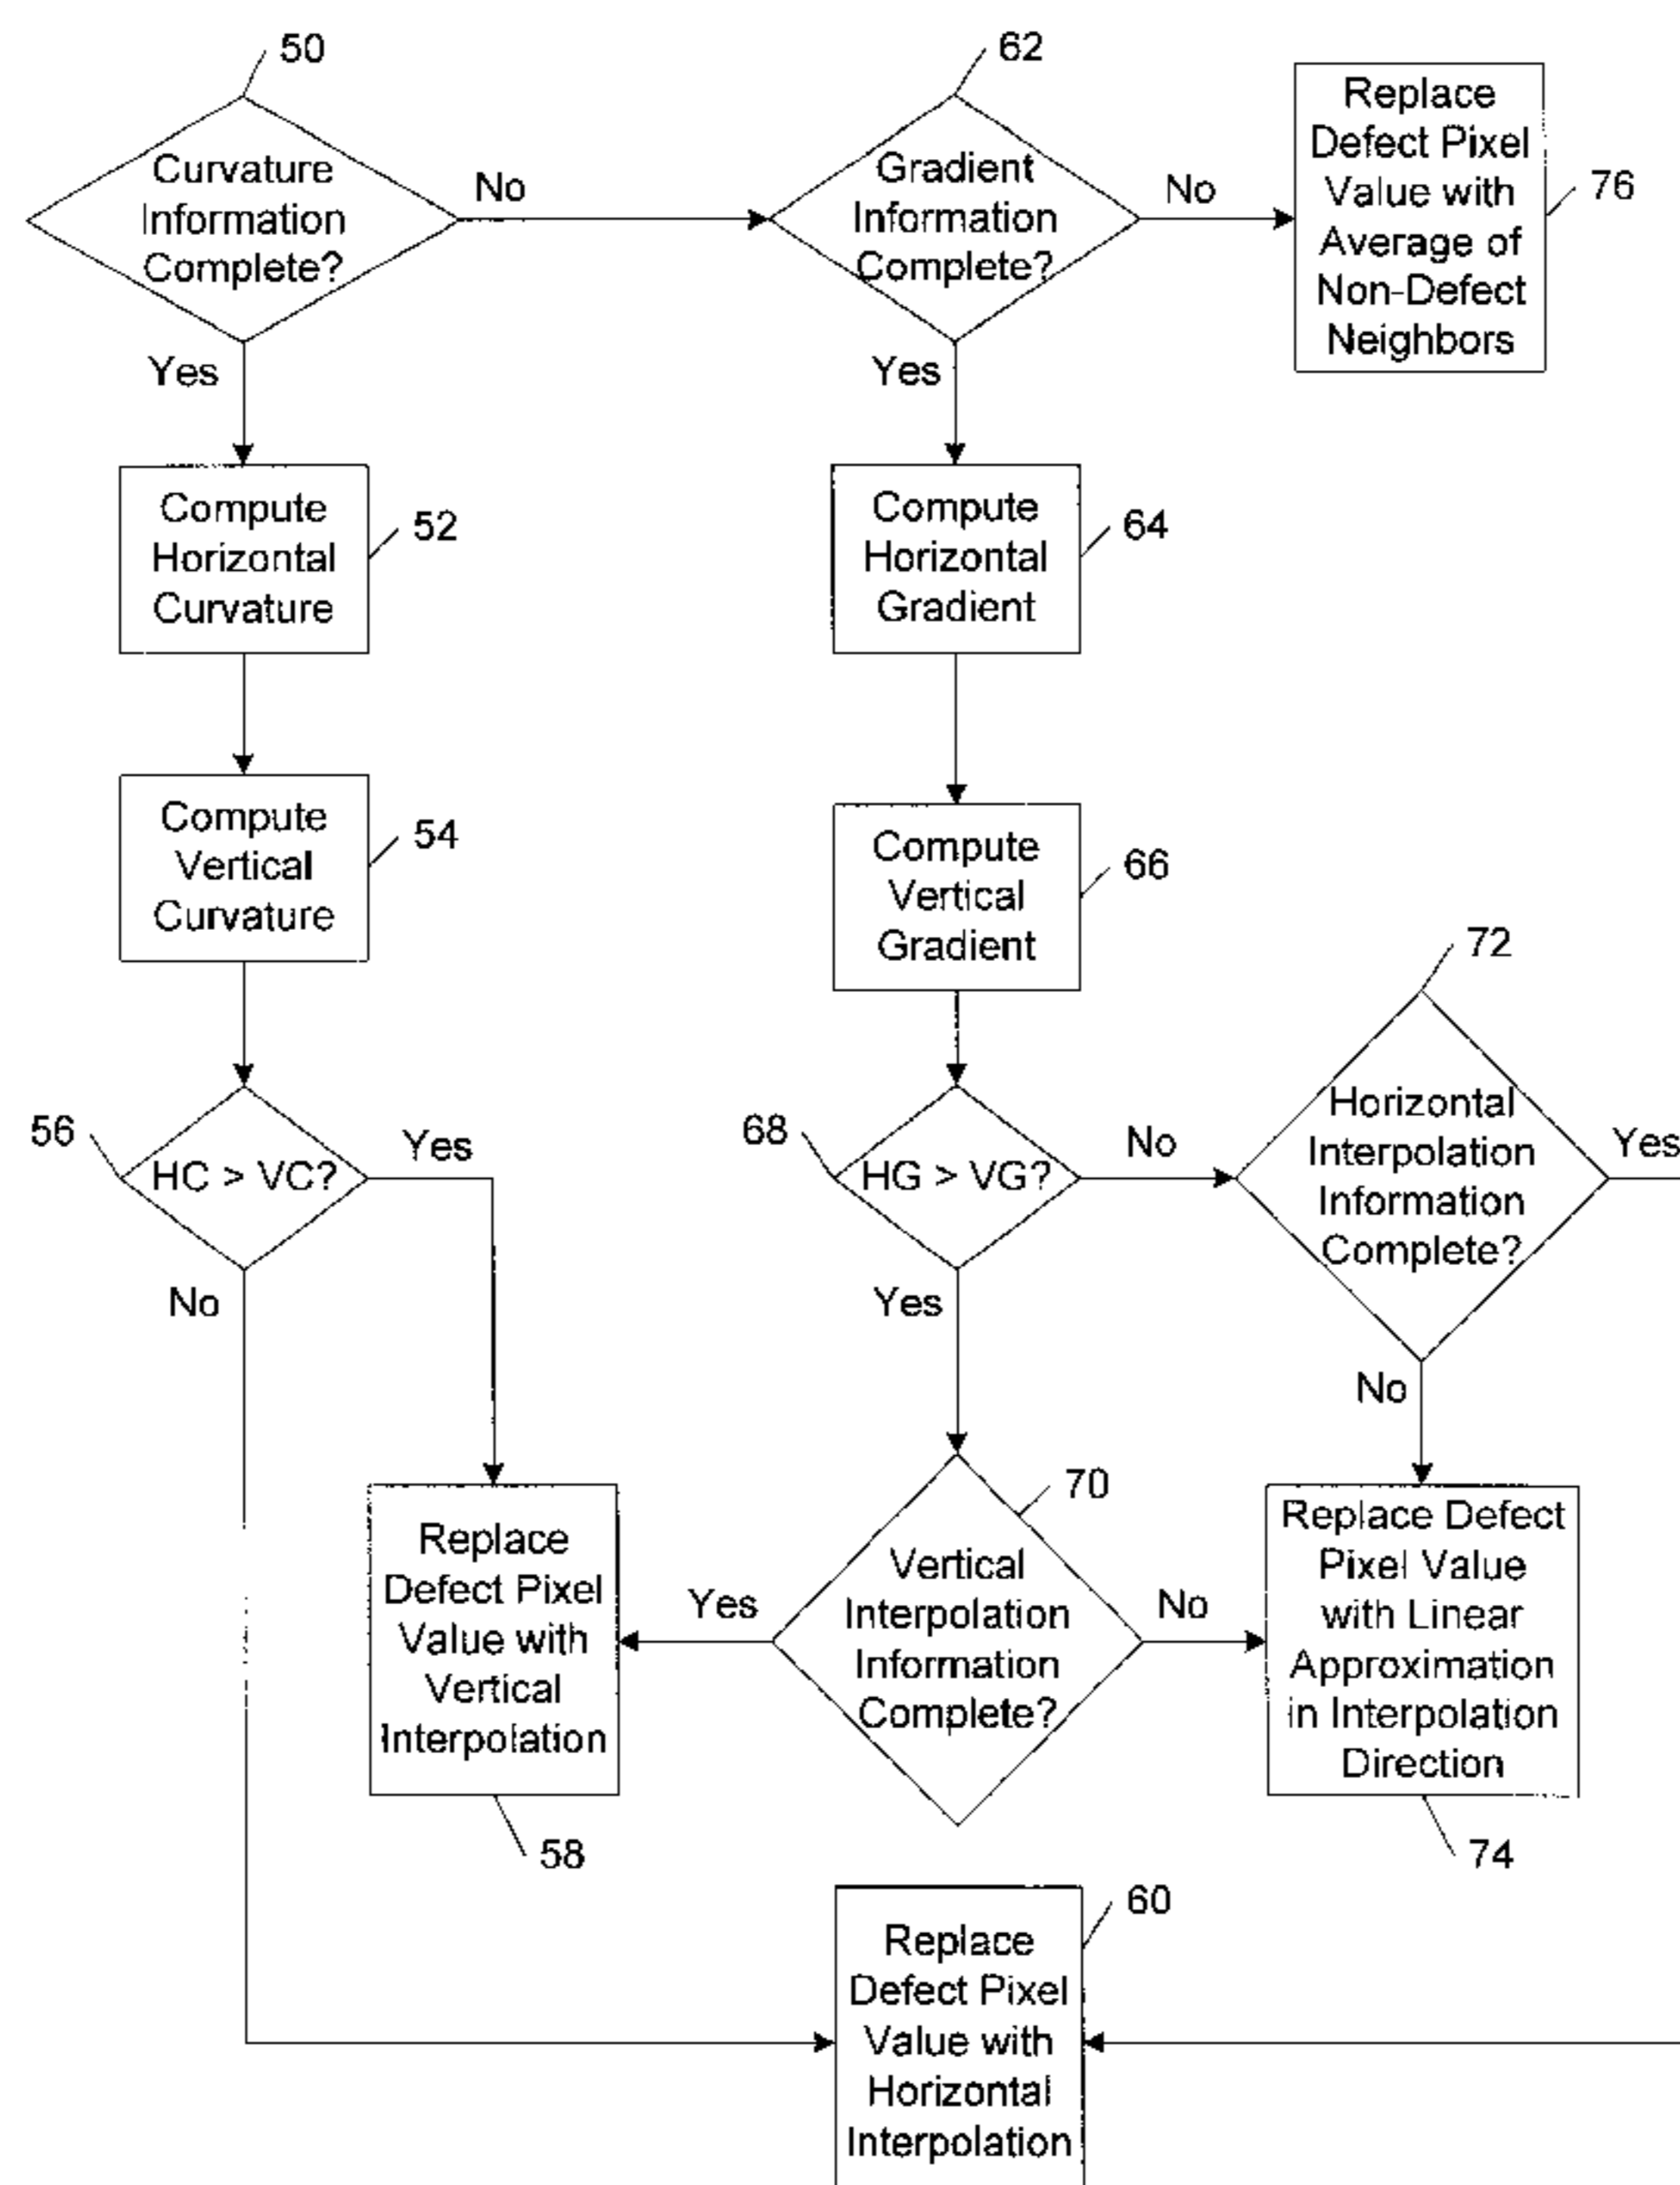 50
Curvature
Information
Complete?
No
Yes
62
Gradient
Information
Complete?
No
Yes
Replace
Defect Pixel
Value with
Average of
Non-Defect
Neighbors
76
Compute
Horizontal
Curvature
52
Compute
Horizontal
Gradient
64
Compute
Vertical
Curvature
54
Compute
Vertical
Gradient
66
56
HC > VC?
Yes
No
68
HG > VG?
No
Yes
72
Horizontal
Interpolation
Information
Complete?
Yes
No
Replace
Defect Pixel
Value with
Vertical
Interpolation
58
70
Vertical
Interpolation
Information
Complete?
Yes
No
Replace Defect
Pixel Value
with Linear
Approximation
in Interpolation
Direction
74
60
Replace
Defect Pixel
Value with
Horizontal
Interpolation